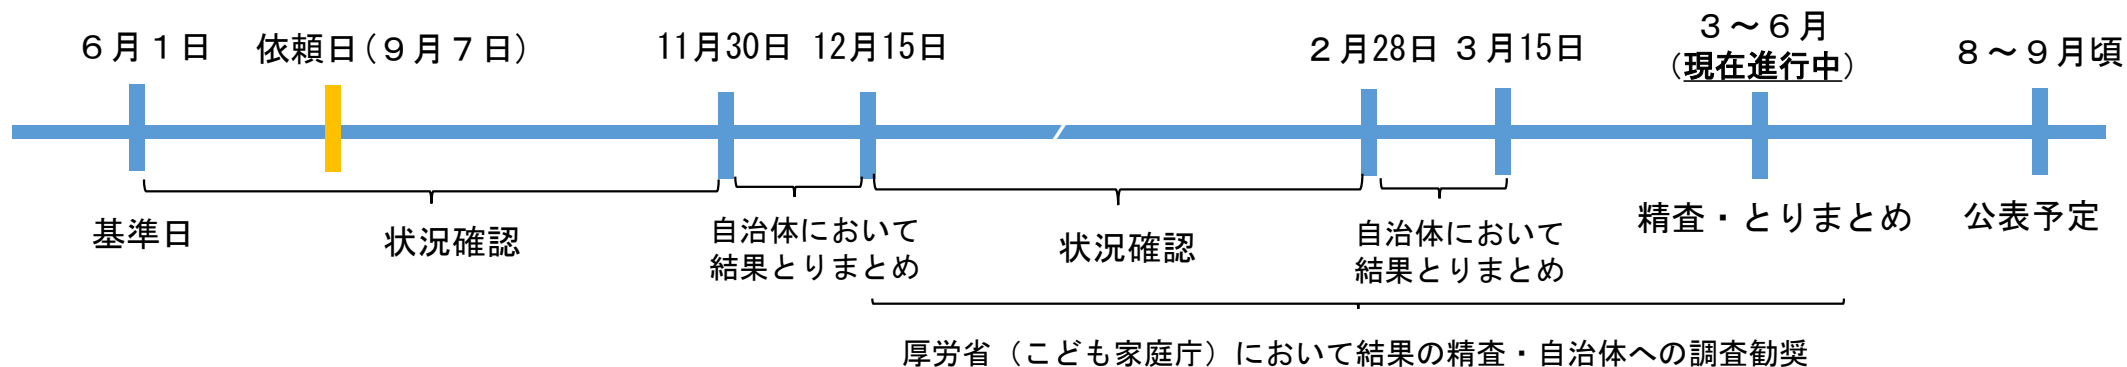 ６月１日
依頼日（９月７日）
11月30日
12月15日
２月28日
３月15日
３～６月
（現在進行中）
８～９月頃
基準日
状況確認
自治体において
結果とりまとめ
状況確認
自治体において
結果とりまとめ
精査・とりまとめ
公表予定
厚労省（こども家庭庁）において結果の精査・自治体への調査勧奨